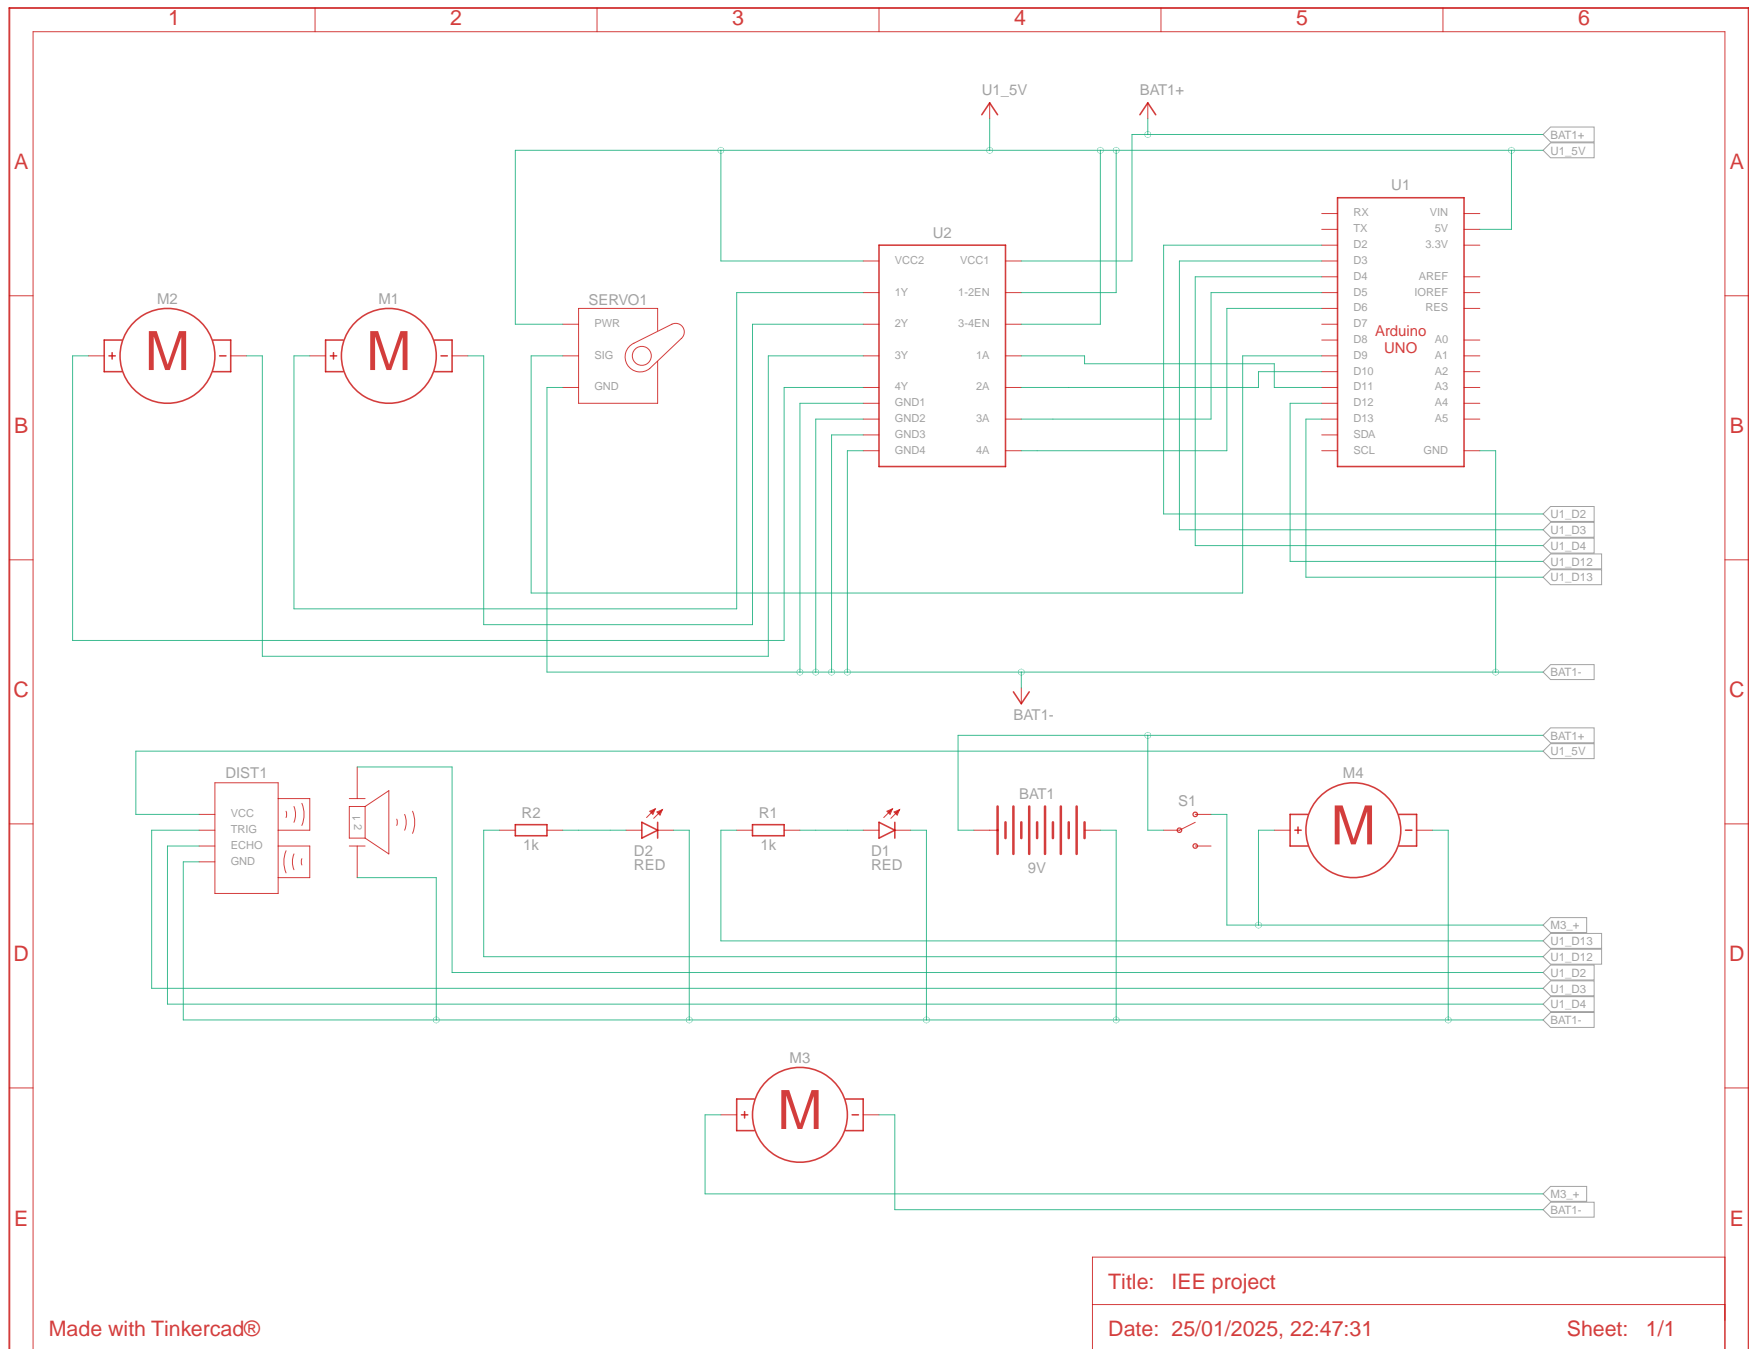 1 2 3 4 5 6
U1_5V BAT1+
BAT1+
A U1_5V A
U1
RX VIN
TX 5V
U2 D2 3.3V
VCC2 VCC1 D3
D4 AREF
1Y 1-2EN D5 IOREF
M2 M1 SERVO1 D6 RES
PWR 2Y 3-4EN D7
Arduino
D8 A0
UNO
+ M - + M - SIG 3Y 1A D9 A1
D10 A2
GND 4Y 2A D11 A3
GND1 D12 A4
GND2 3A D13 A5
B GND3 SDA B
GND4 4A SCL GND
U1_D2
U1_D3
U1_D4
U1_D12
U1_D13
BAT1-
C C
BAT1-
BAT1+
U1_5V
DIST1 M4
BAT1 S1
VCC R2 R1
TRIG 1 2 + M -
ECHO 1k D2 1k D1
GND RED RED 9V
M3_+
U1_D13
D U1_D12 D
U1_D2
U1_D3
U1_D4
BAT1-
M3
+ M -
M3_+
BAT1-
E E
Title: IEE project
Made with Tinkercad® Date: 25/01/2025, 22:47:31 Sheet: 1/1